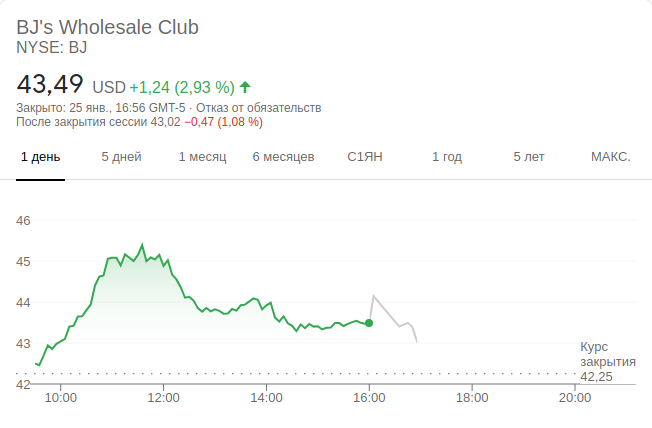 BJ's Wholesale Club
NYSE: BJ
43,49 USD +1,24 (2,93 %)
Закрыто: 25 янв., 16:56 GMT-5 · Отказ от обязательств
После закрытия сессии 43,02 −0,47 (1,08 %)
1 день 5 дней 1 месяц 6 месяцев С1ЯН 1 год 5 лет МАКС.
46
45
44
43
42
Курс
закрытия
42,25
10:00 12:00 14:00 16:00 18:00 20:00